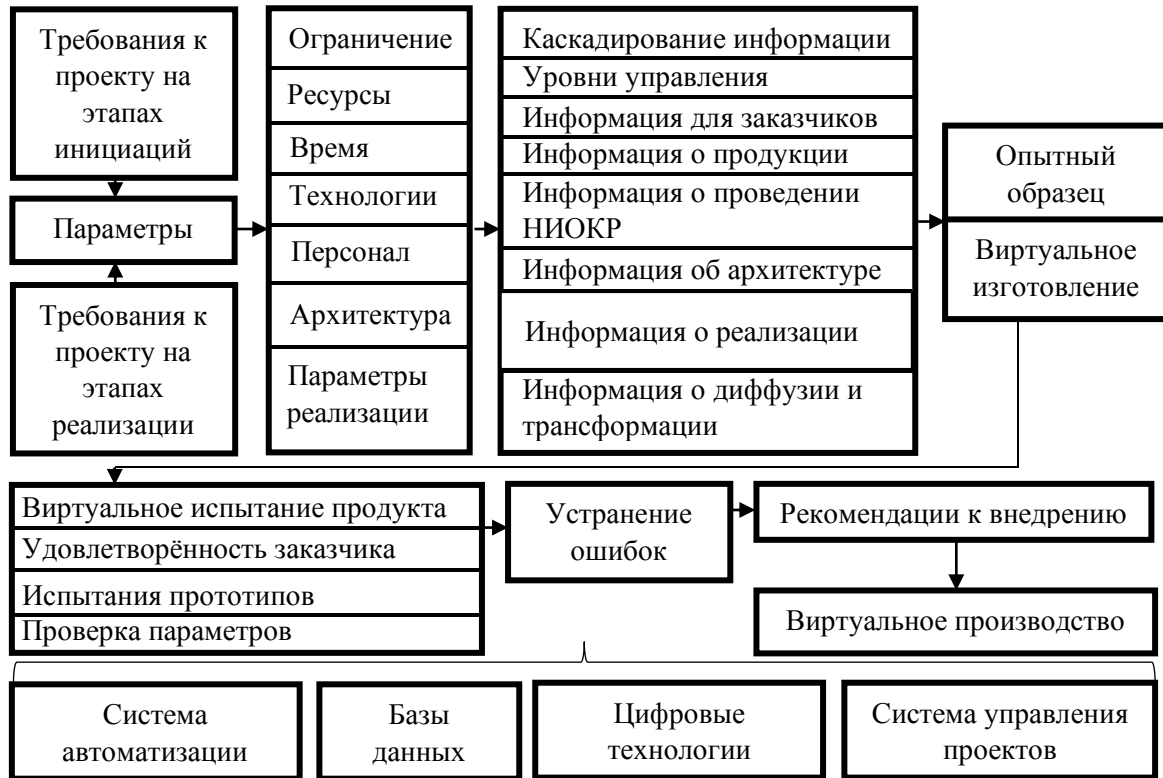 Требования к
проекту на
этапах
инициаций
Параметры
Требования к
проекту на
этапах
реализации
Ограничение
Ресурсы
Время
Технологии
Персонал
Архитектура
Параметры
реализации
Каскадирование информации
Уровни управления
Информация для заказчиков
Информация о продукции
Информация о проведении
НИОКР
Информация об архитектуре
Информация о реализации
Информация о диффузии и
трансформации
Опытный
образец
Виртуальное
изготовление
Виртуальное испытание продукта
Удовлетворённость заказчика
Испытания прототипов
Проверка параметров
Устранение
ошибок
Рекомендации к внедрению
Виртуальное производство
Система
автоматизации
Базы
данных
Цифровые
технологии
Система управления
проектов